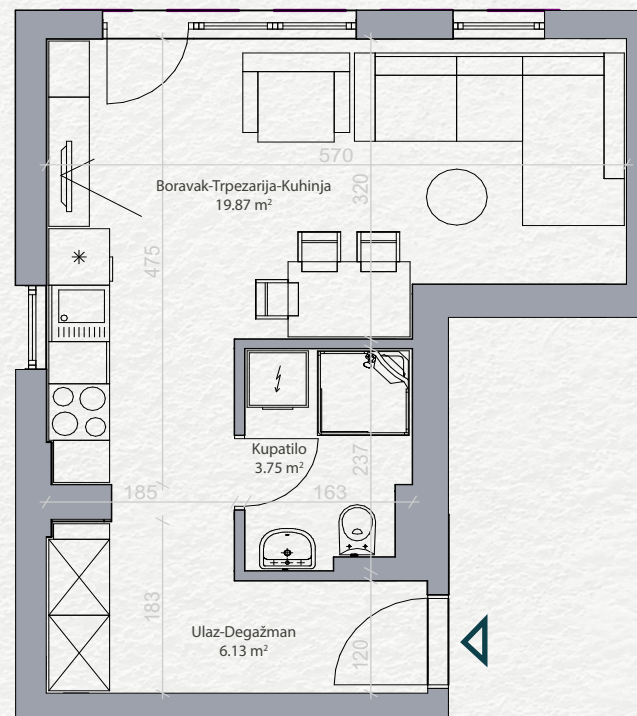 570
Boravak-Trpezarija-Kuhinja
19.87 m²
320
475
Kupatilo
3.75 m²
237
185
163
183
Ulaz-Degažman
6.13 m²
120